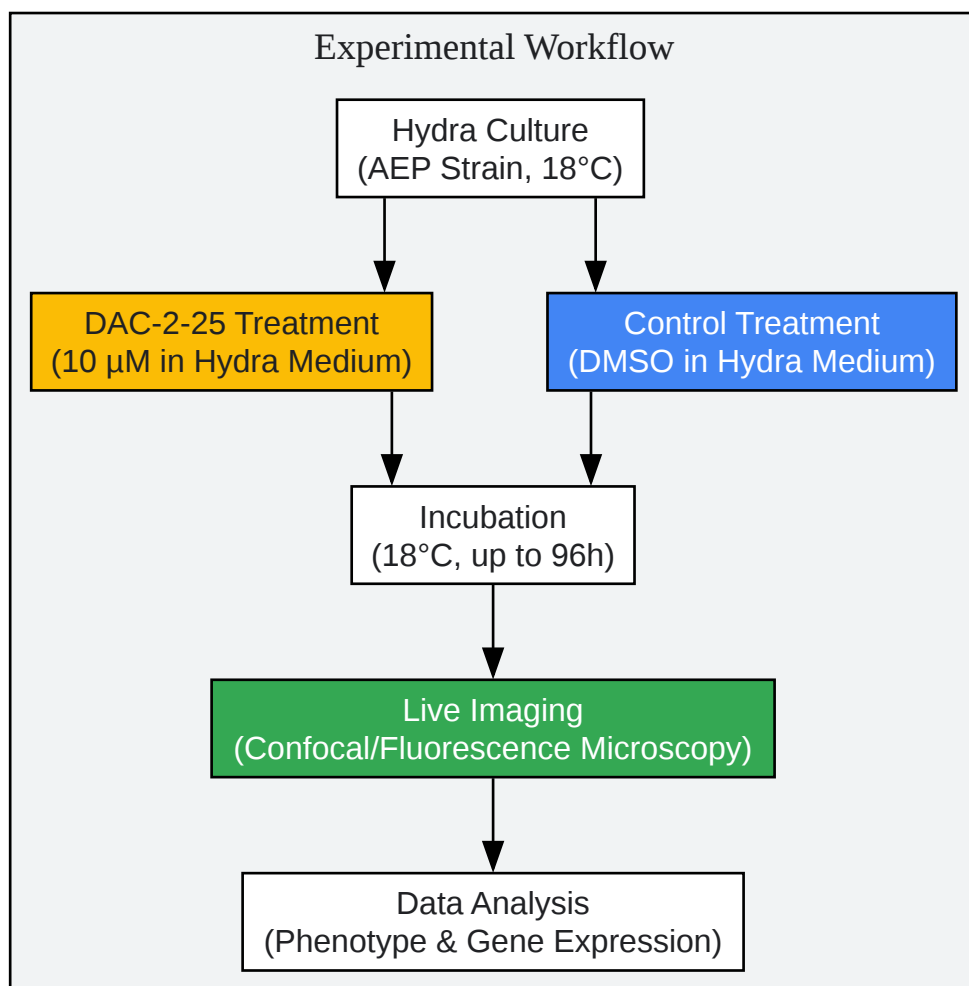 Experimental Workflow
Hydra Culture
(AEP Strain, 18°C)
DAC-2-25 Treatment
(10 µM in Hydra Medium)
Control Treatment
(DMSO in Hydra Medium)
Incubation
(18°C, up to 96h)
Live Imaging
(Confocal/Fluorescence Microscopy)
Data Analysis
(Phenotype & Gene Expression)